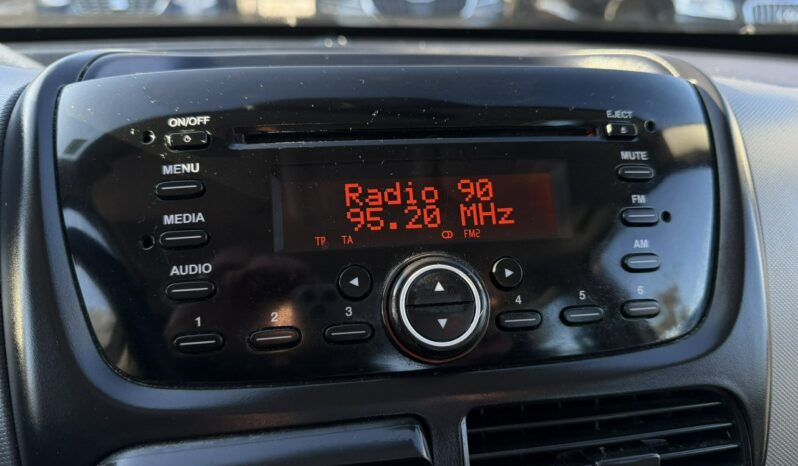 ON/OFF
EJECT
MENU
MUTE
Radio 90
95.20 MHz
TP TA CD FM2
MEDIA
FM
AUDIO
AM
1 2 3 4 5 6